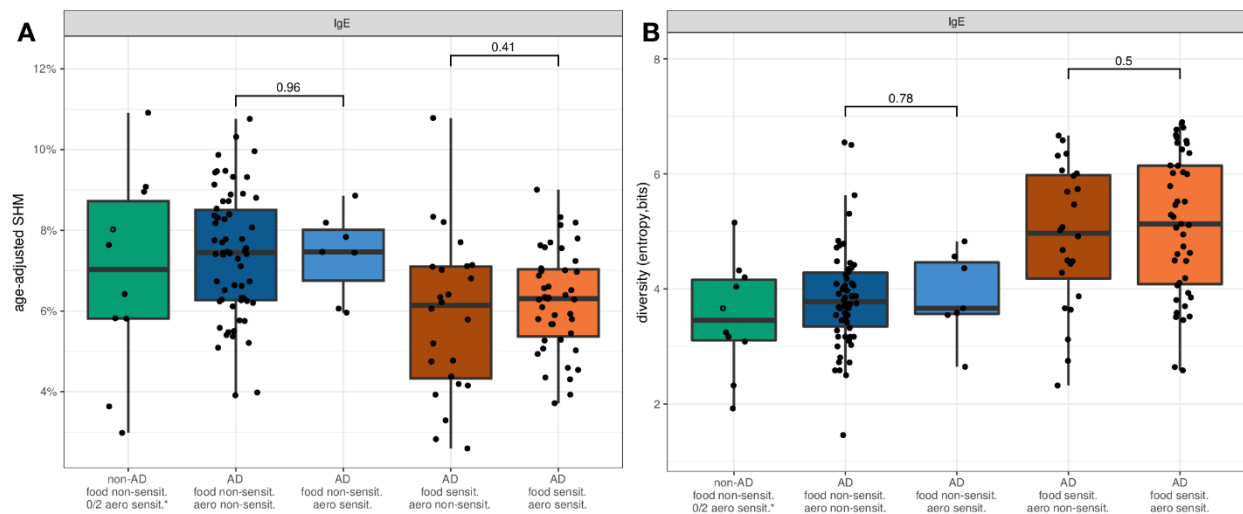 A
IgE
age-adjusted SHM
12%
10%
8%
6%
4%
0.96
0.41
non-AD
food non-sensit.
0/2 aero sensit.*
AD
food non-sensit.
aero non-sensit.
AD
food non-sensit.
aero sensit.
AD
food sensit.
aero non-sensit.
AD
food sensit.
aero sensit.
B
IgE
diversity (entropy.bits)
8
6
4
2
0.78
0.5
non-AD
food non-sensit.
0/2 aero sensit.*
AD
food non-sensit.
aero non-sensit.
AD
food non-sensit.
aero sensit.
AD
food sensit.
aero non-sensit.
AD
food sensit.
aero sensit.